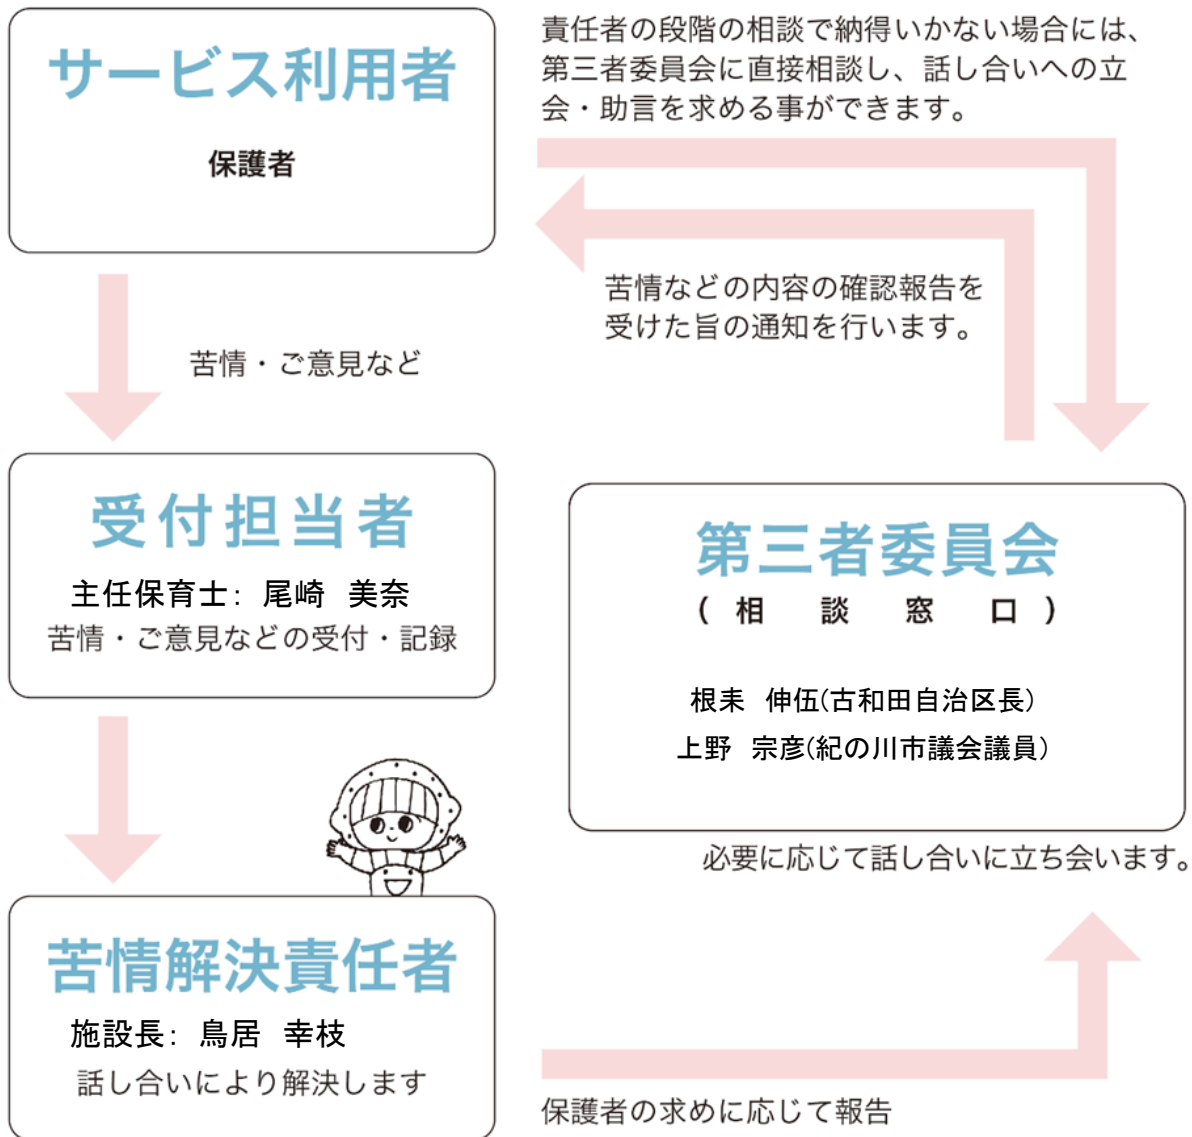 サービス利用者
保護者
責任者の段階の相談で納得いかない場合には、
第三者委員会に直接相談し、話し合いへの立
会・助言を求める事ができます。
苦情などの内容の確認報告を
受けた旨の通知を行います。
苦情・ご意見など
受付担当者
主任保育士: 尾崎　美奈
苦情・ご意見などの受付・記録
第三者委員会
(相談窓口)
根耒　伸伍(古和田自治区長)
上野　宗彦(紀の川市議会議員)
必要に応じて話し合いに立ち会います。
苦情解決責任者
施設長: 鳥居　幸枝
話し合いにより解決します
保護者の求めに応じて報告